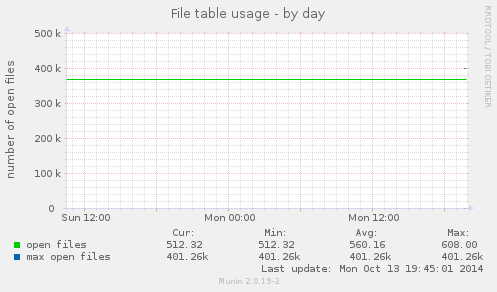 File table usage - by day
RRDTOOL / TOBI OETIKER
number of open files
500 k
400 k
300 k
200 k
100 k
0
Sun 12:00 Mon 00:00 Mon 12:00
Cur: Min: Avg: Max:
open files 512.32 512.32 560.16 608.00
max open files 401.26k 401.26k 401.26k 401.26k
Last update: Mon Oct 13 19:45:01 2014
Munin 2.0.19-3